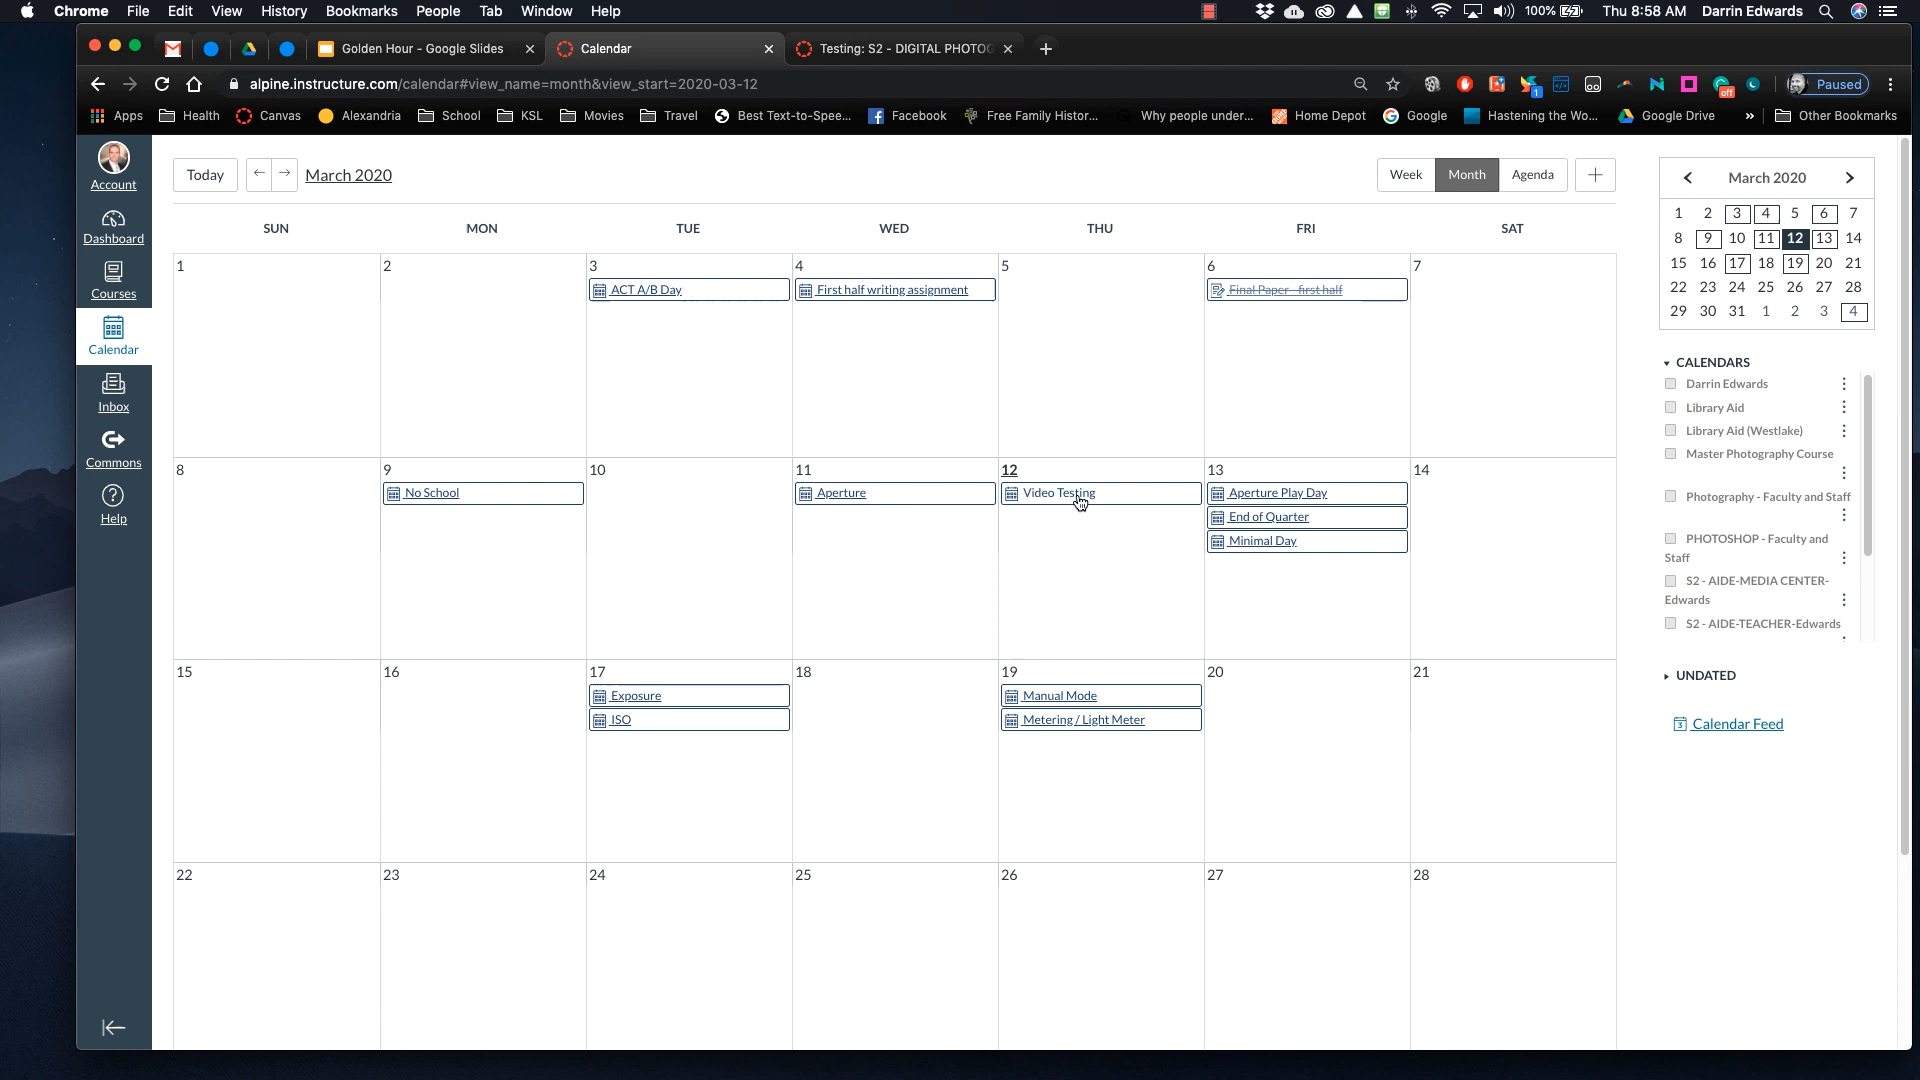 Chrome File Edit View History Bookmarks People Tab Window Help 100% Thu 8:58 AM Darrin Edwards
Golden Hour - Google Slides Calendar Testing: S2 - DIGITAL PHOTOG
alpine.instructure.com/calendar#view_name=month&view_start=2020-03-12 1 off Paused
Apps Health Canvas Alexandria School KSL Movies Travel Best Text-to-Spee... Facebook Free Family Histor... Why people under... Home Depot Google Hastening the Wo... Google Drive » Other Bookmarks
Account
Dashboard
Courses
Calendar
Inbox
Commons
Help
Today ← → March 2020 Week Month Agenda +
SUN MON TUE WED THU FRI SAT
1 2 3 4 5 6 7
ACT A/B Day First half writing assignment Final Paper - first half
8 9 10 11 12 13 14
No School Aperture Video Testing Aperture Play Day
End of Quarter
Minimal Day
15 16 17 18 19 20 21
Exposure Manual Mode
ISO Metering / Light Meter
22 23 24 25 26 27 28
March 2020
1 2 3 4 5 6 7
8 9 10 11 12 13 14
15 16 17 18 19 20 21
22 23 24 25 26 27 28
29 30 31 1 2 3 4
CALENDARS
Darrin Edwards
Library Aid
Library Aid (Westlake)
Master Photography Course
Photography - Faculty and Staff
PHOTOSHOP - Faculty and
Staff
S2 - AIDE-MEDIA CENTER-
Edwards
S2 - AIDE-TEACHER-Edwards
UNDATED
Calendar Feed